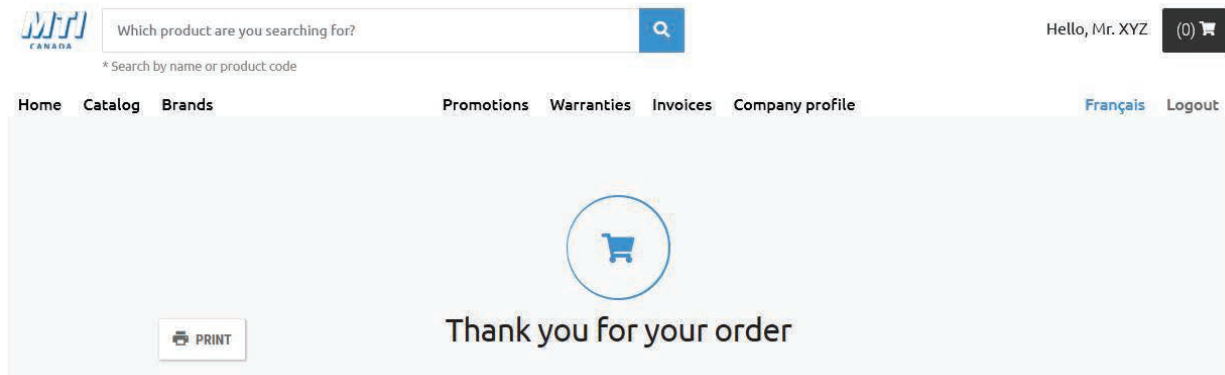 MTI
CANADA
Which product are you searching for?
Hello, Mr. XYZ
(0)
* Search by name or product code
Home Catalog Brands Promotions Warranties Invoices Company profile Français Logout
PRINT
Thank you for your order